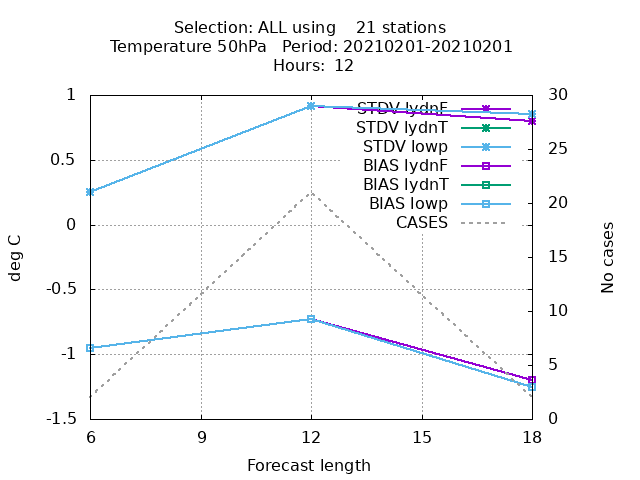 Selection: ALL using    21 stations
Temperature 50hPa   Period: 20210201-20210201
Hours: 12
1
0.5
0
-0.5
-1
-1.5
deg C
STDV lydnF
STDV lydnT
STDV lowp
BIAS lydnF
BIAS lydnT
BIAS lowp
CASES
30
25
20
15
10
5
0
No cases
6 9 12 15 18
Forecast length